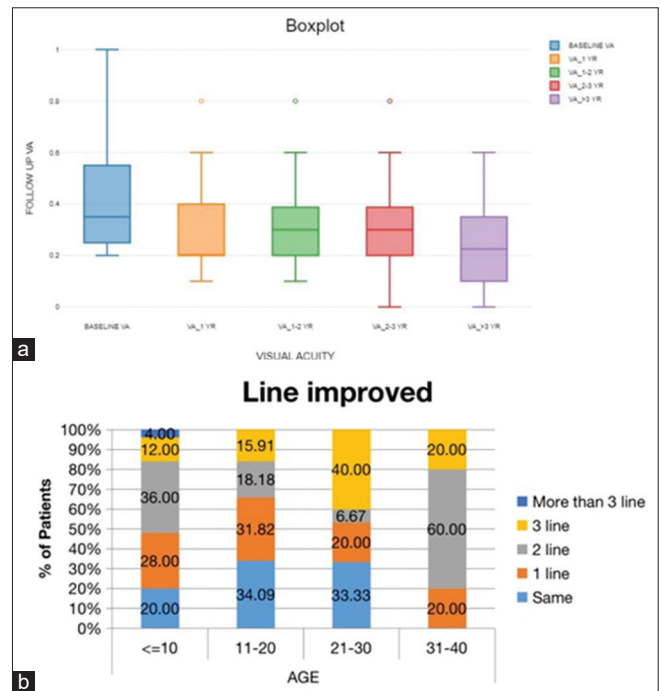 Boxplot
BASELINE VA
VA_1 YR
VA_1-2 YR
VA_2-3 YR
VA_>3 YR
1
0.8
0.6
0.4
0.2
0
FOLLOW UP VA
BASELINE VA VA_1 YR VA_1-2 YR VA_2-3 YR VA_>3 YR
VISUAL ACUITY
a
Line improved
100%
90%
80%
70%
60%
50%
40%
30%
20%
10%
0%
% of Patients
4.00
12.00 15.91 40.00 20.00
36.00 18.18 6.67 60.00
28.00 31.82 20.00 20.00
20.00 34.09 33.33
More than 3 line
3 line
2 line
1 line
Same
<=10 11-20 21-30 31-40
AGE
b